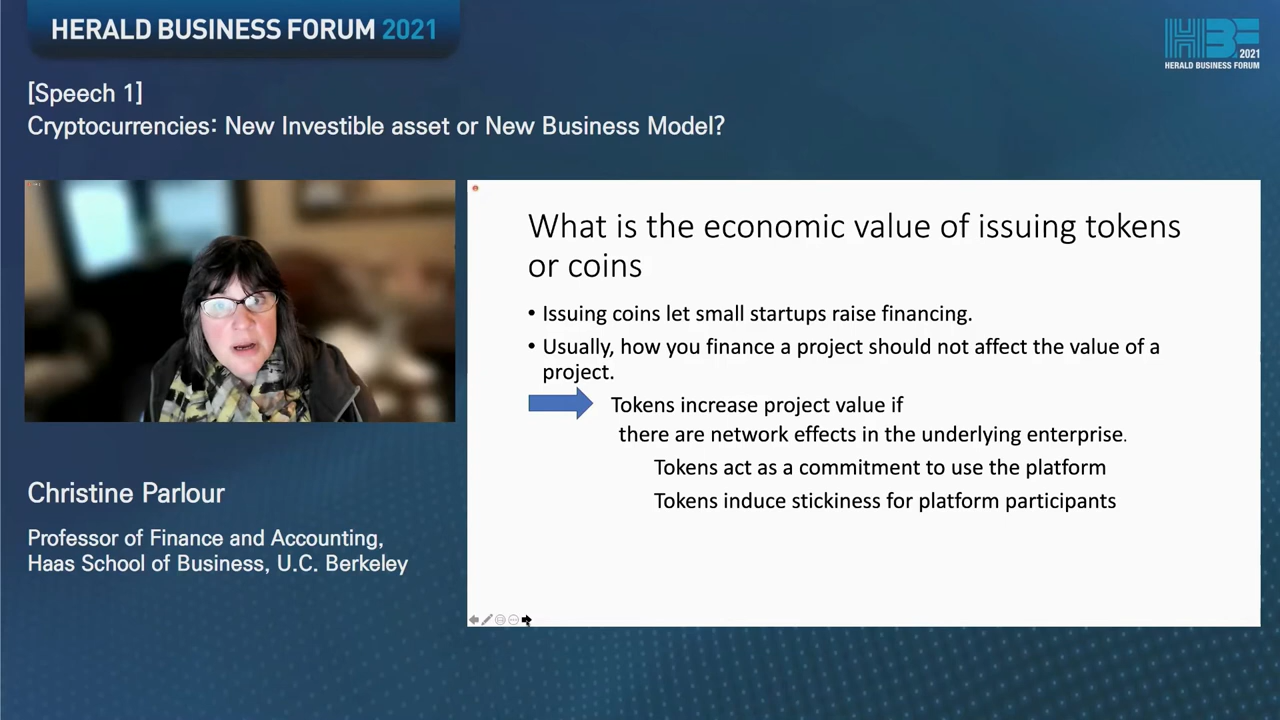 HERALD BUSINESS FORUM 2021
HBF
2021
HERALD BUSINESS FORUM
[Speech 1]
Cryptocurrencies: New Investible asset or New Business Model?
What is the economic value of issuing tokens
or coins
• Issuing coins let small startups raise financing.
• Usually, how you finance a project should not affect the value of a
project.
Tokens increase project value if
there are network effects in the underlying enterprise.
Tokens act as a commitment to use the platform
Tokens induce stickiness for platform participants
Christine Parlour
Professor of Finance and Accounting,
Haas School of Business, U.C. Berkeley